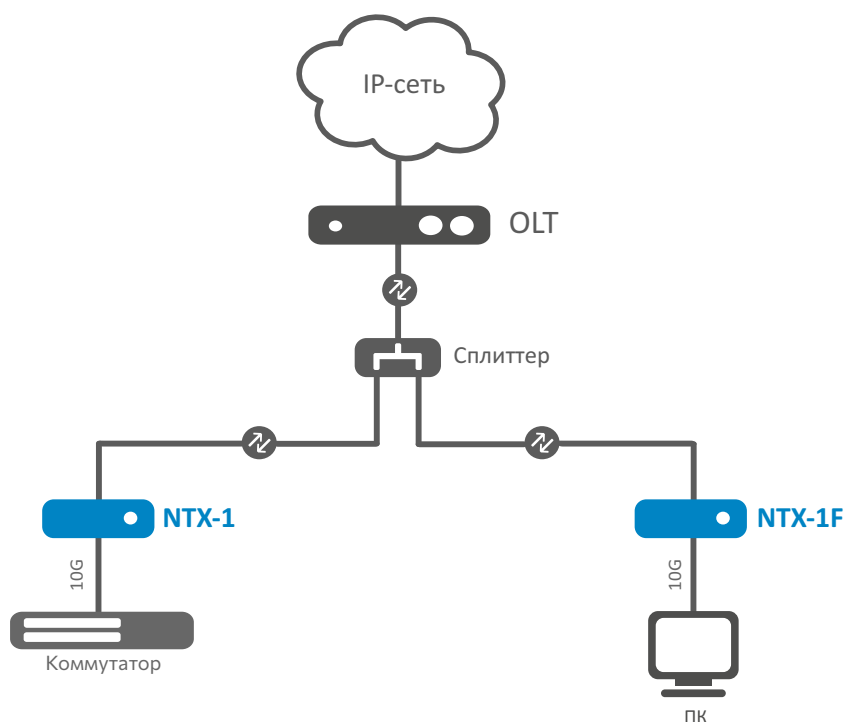 IP-сеть
OLT
Сплиттер
NTX-1
NTX-1F
10G
10G
Коммутатор
ПК